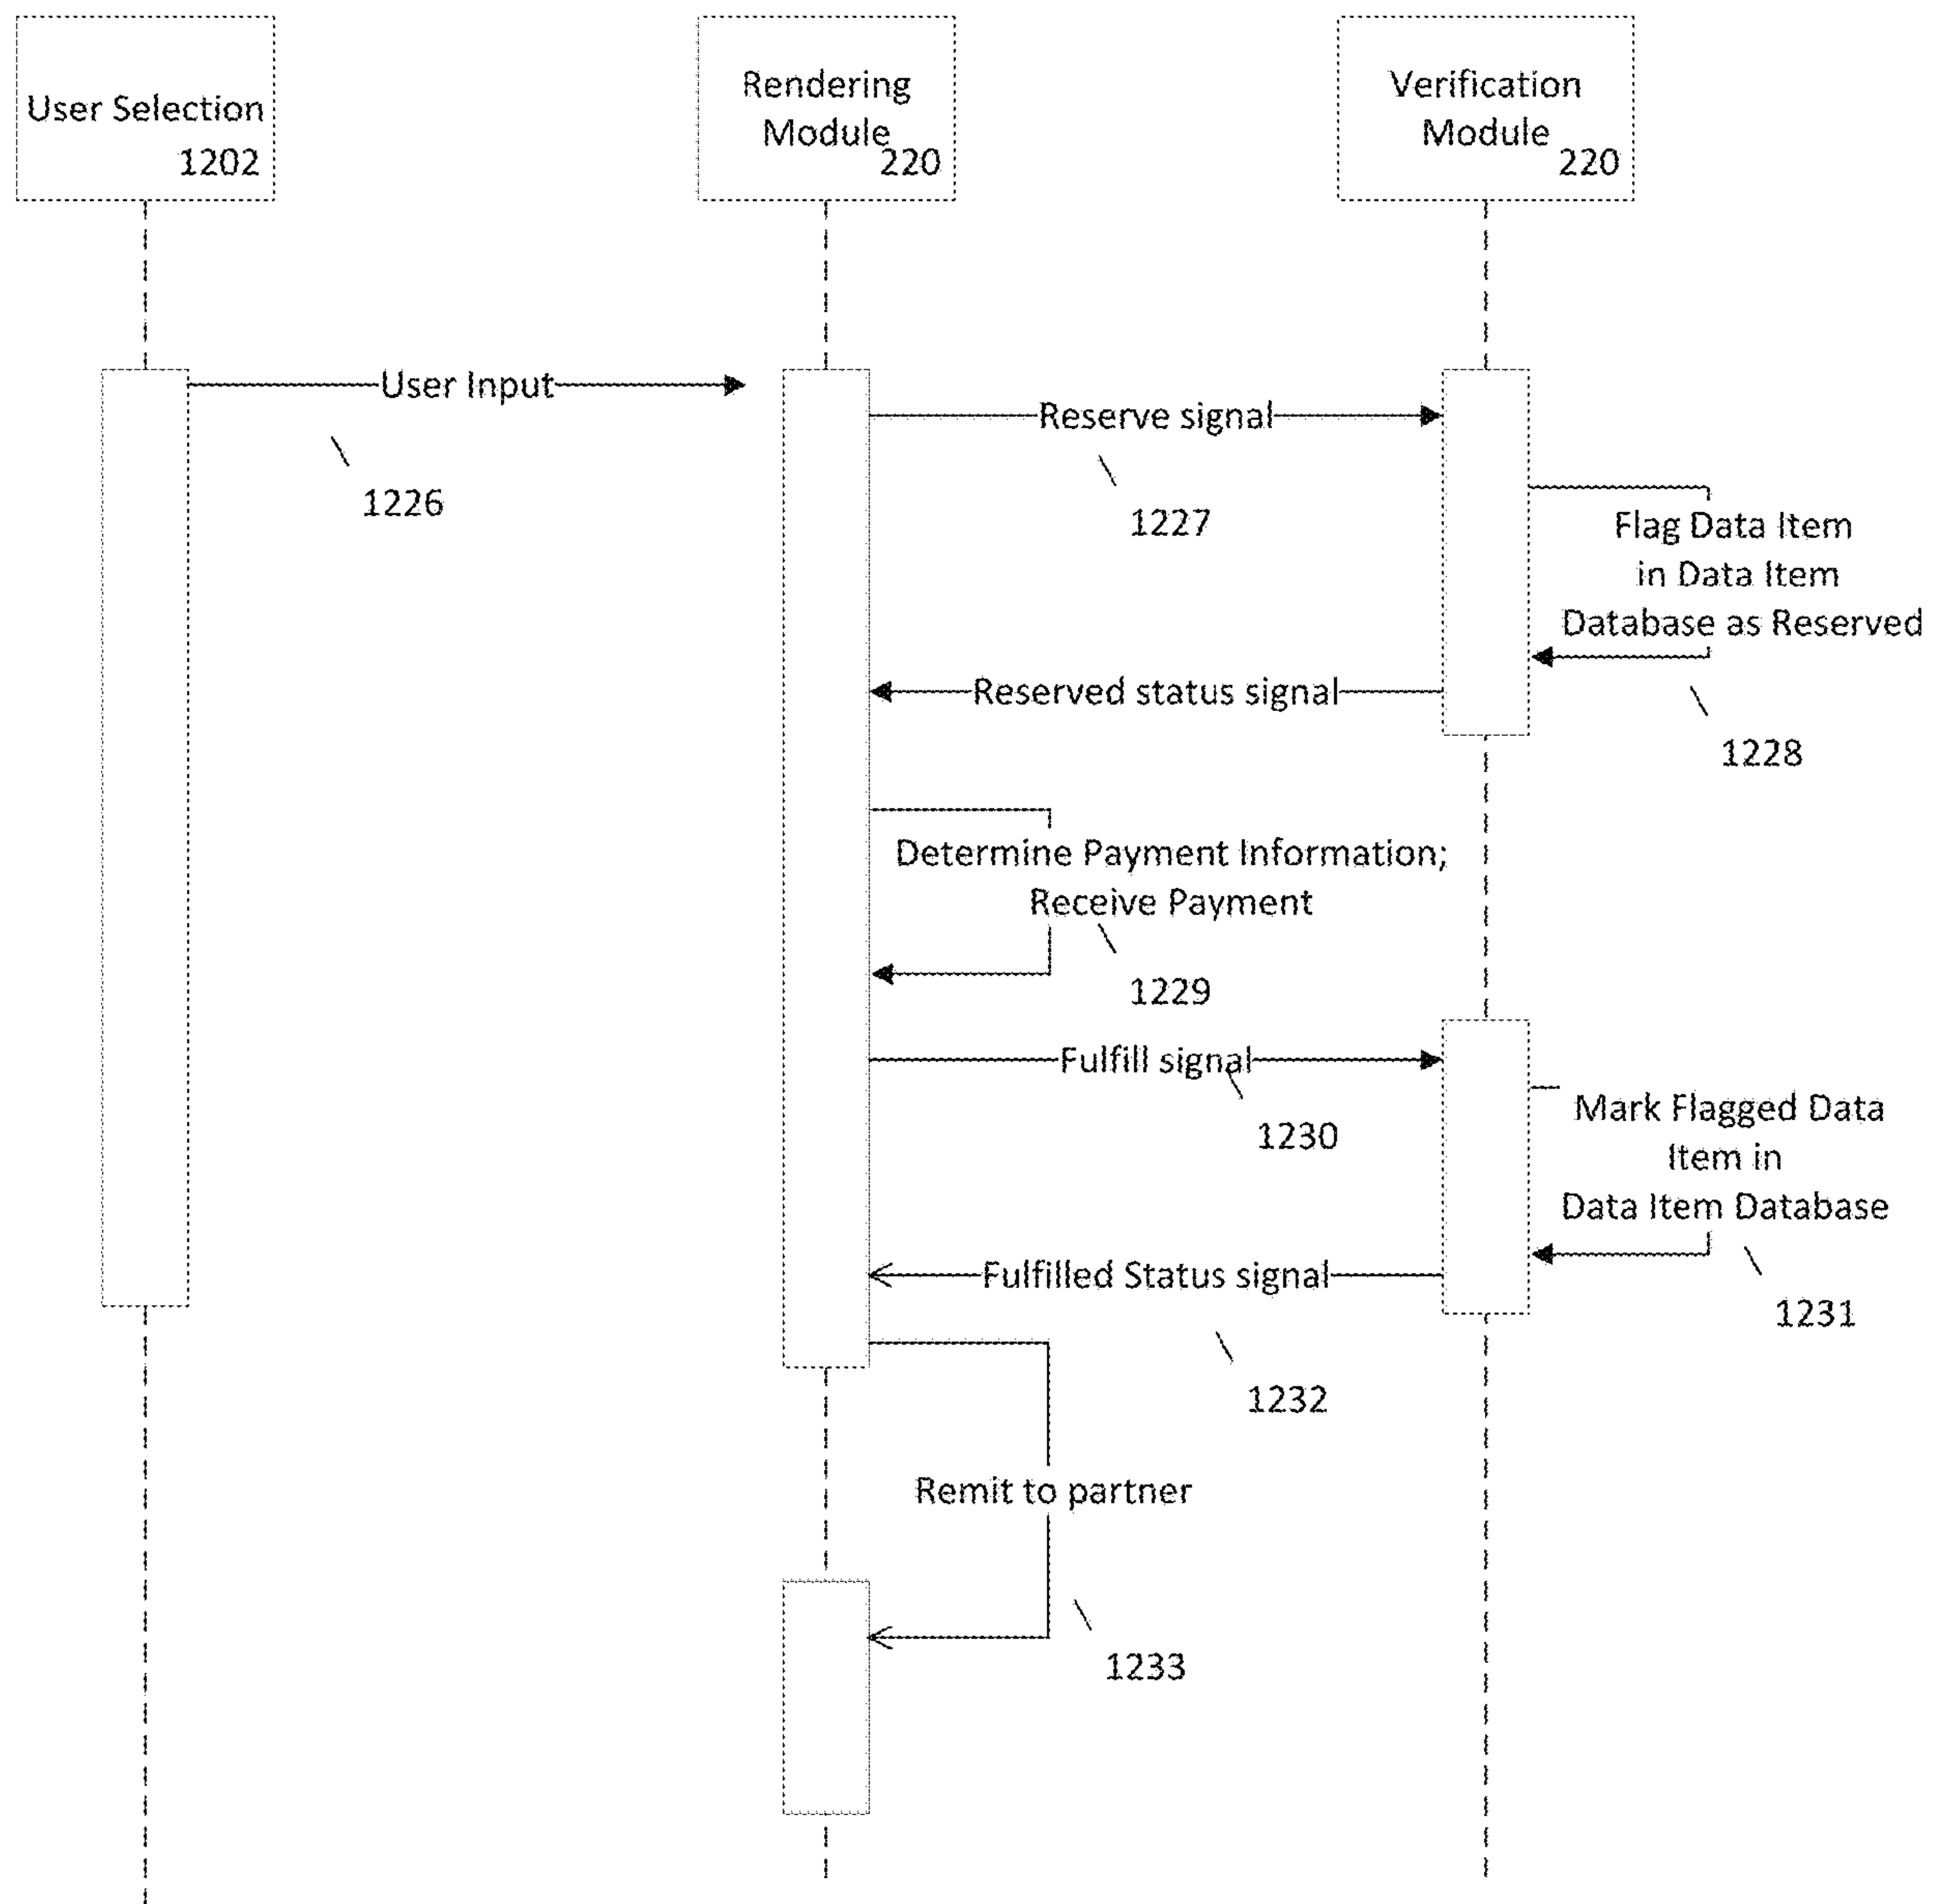 User Selection
1202
Rendering
Module
220
Verification
Module
220
User Input
1226
Reserve signal
1227
Flag Data Item
in Data Item
Database as Reserved
1228
Reserved status signal
Determine Payment Information;
Receive Payment
1229
Fulfill signal
1230
Mark Flagged Data
Item in
Data Item Database
1231
Fulfilled Status signal
1232
Remit to partner
1233